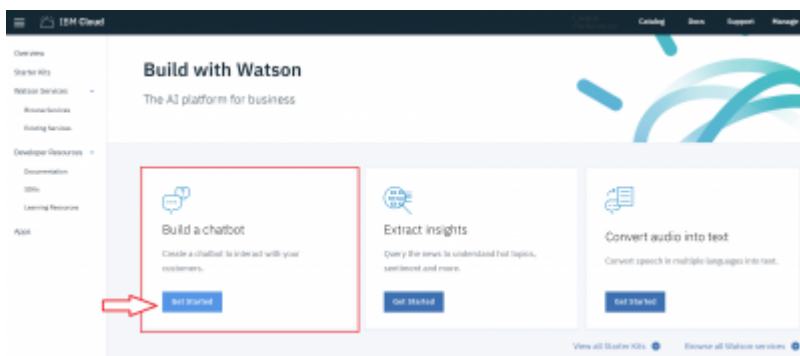 IBM Cloud
Catalog
Docs
Support
Manage
Overview
Starter Kits
Watson Services
Browse Services
Existing Services
Developer Resources
Documentation
SDKs
Learning Resources
Apps
Build with Watson
The AI platform for business
Build a chatbot
Create a chatbot to interact with your
customers.
Get Started
Extract insights
Query the news to understand hot topics,
sentiment and more.
Get Started
Convert audio into text
Convert speech in multiple languages into text.
Get Started
View all Starter Kits
Browse all Watson services